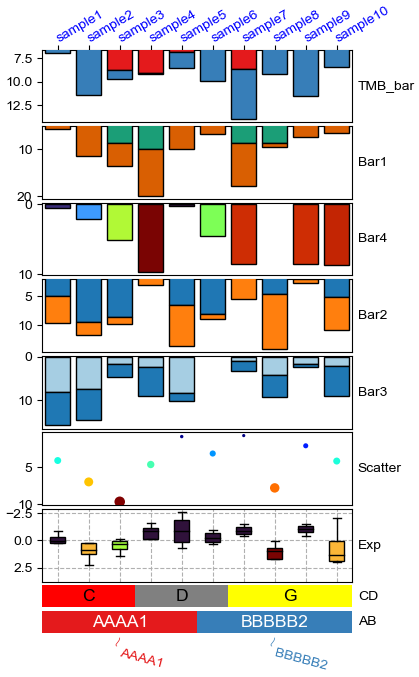 sample1 sample2 sample3 sample4 sample5 sample6 sample7 sample8 sample9 sample10
7.5
10.0
12.5
TMB_bar
10
20
Bar1
0
10
Bar4
5
10
Bar2
0
10
Bar3
5
10
Scatter
−2.5
0.0
2.5
Exp
C D G CD
AAAA1 BBBBB2 AB
AAAA1 BBBBB2